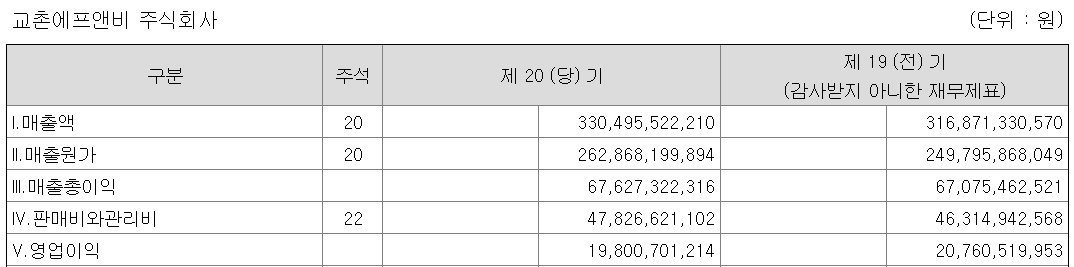 교촌에프앤비 주식회사 (단위 : 원)
구분 주석 제 20 (당) 기 제 19 (전) 기
(감사받지 아니한 재무제표)
Ⅰ.매출액 20 330,495,522,210 316,871,330,570
Ⅱ.매출원가 20 262,868,199,894 249,795,868,049
Ⅲ.매출총이익 67,627,322,316 67,075,462,521
Ⅳ.판매비와관리비 22 47,826,621,102 46,314,942,568
Ⅴ.영업이익 19,800,701,214 20,760,519,953